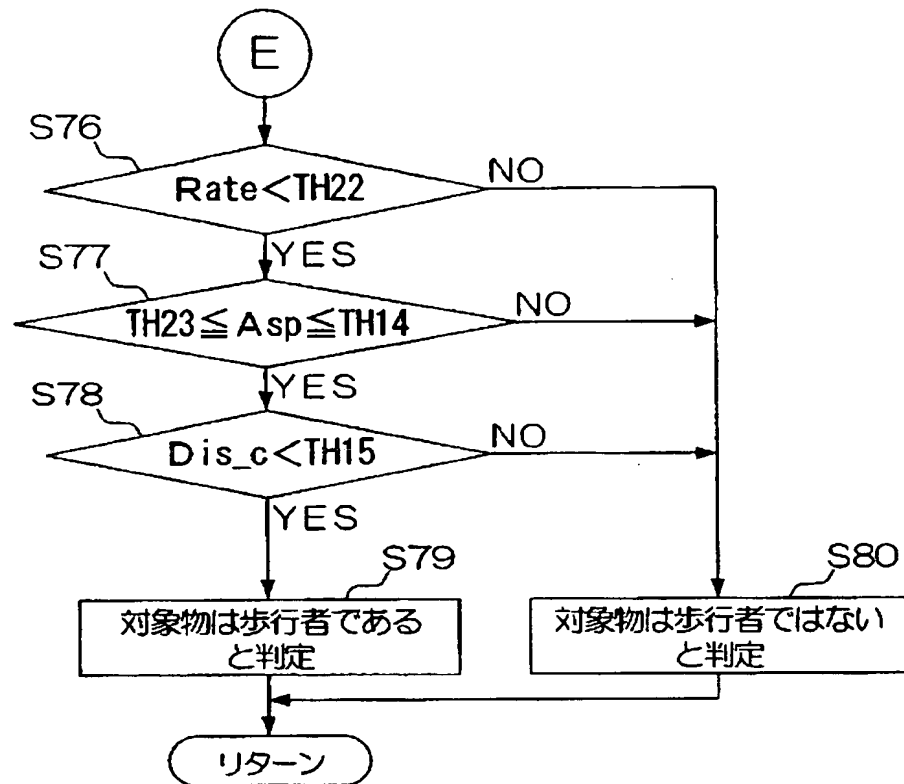 E
S76
Rate<TH22
NO
YES
S77
TH23≦Asp≦TH14
NO
YES
S78
Dis_c<TH15
NO
YES
S79
対象物は歩行者である
と判定
S80
対象物は歩行者ではない
と判定
リターン